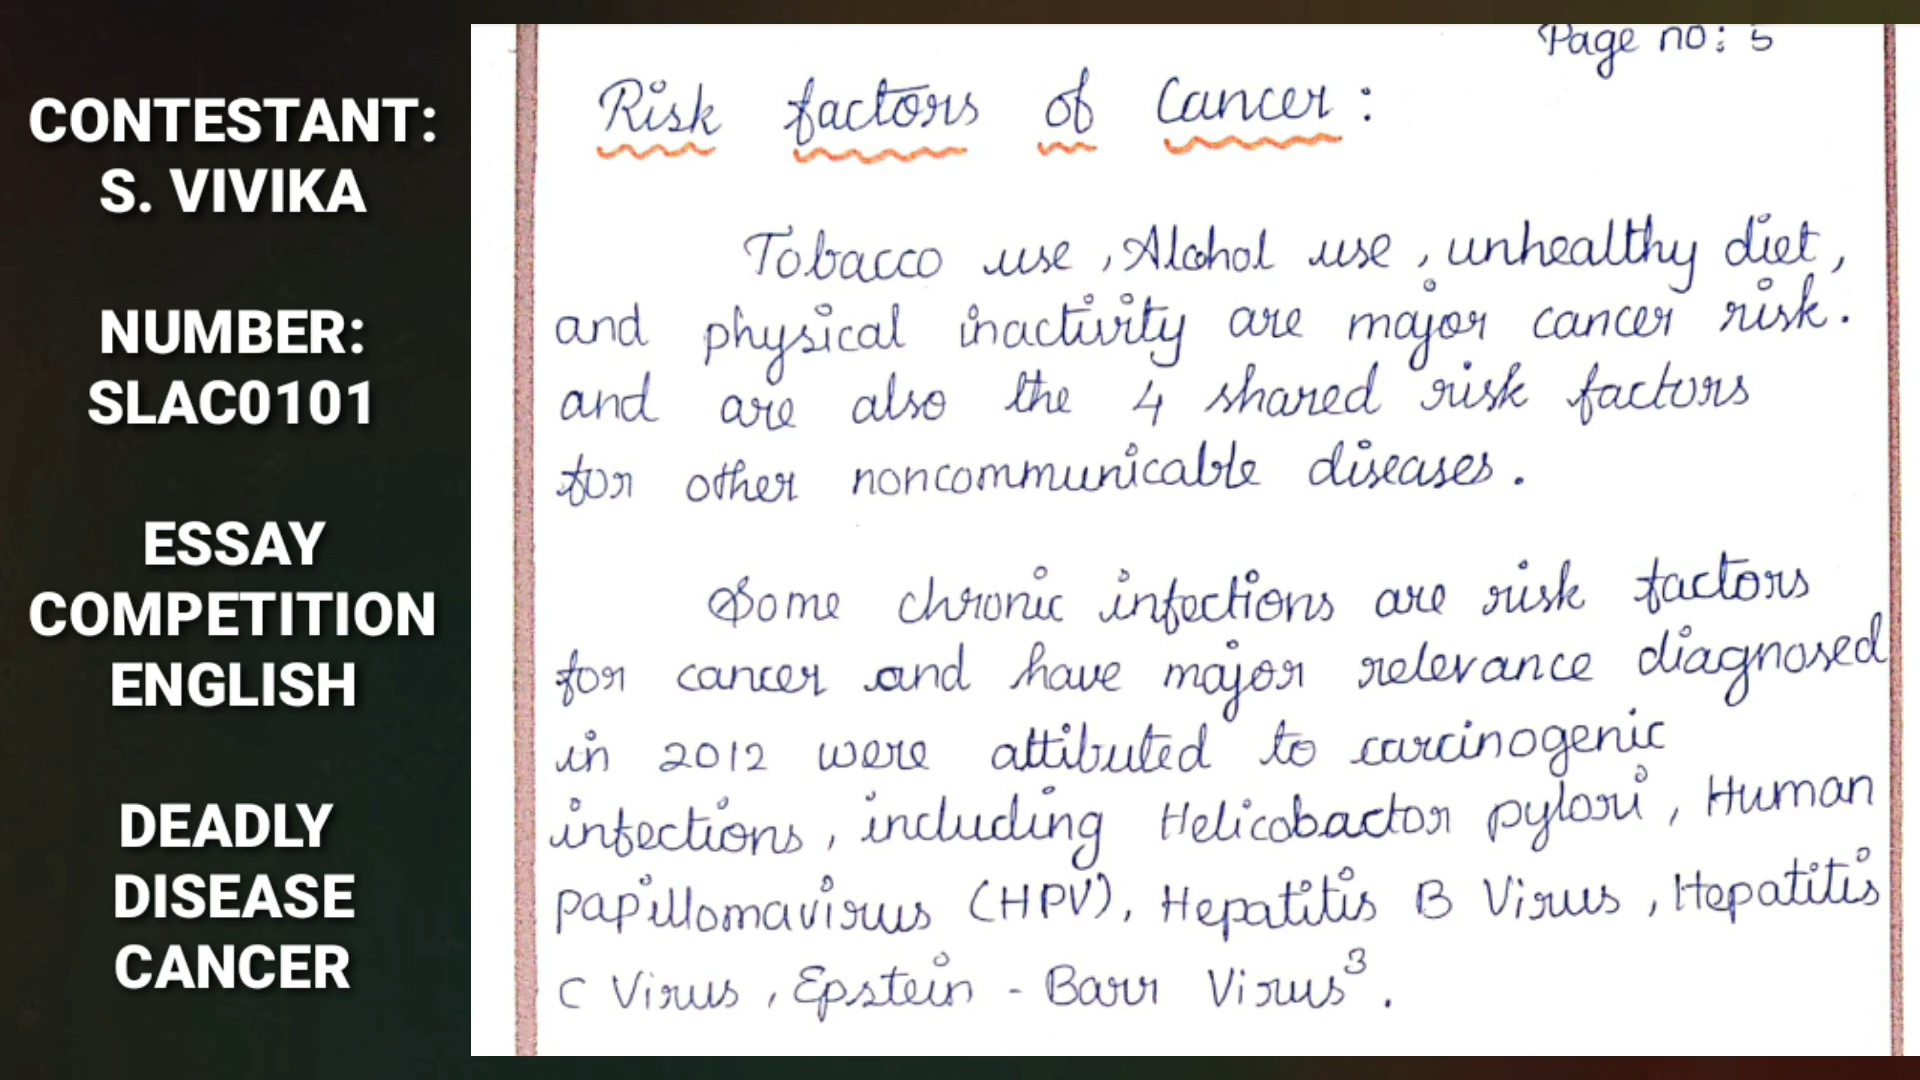 CONTESTANT:
S. VIVIKA
NUMBER:
SLAC0101
ESSAY
COMPETITION
ENGLISH
DEADLY
DISEASE
CANCER
Page no: 5
Risk factors of Cancer:
Tobacco use, Alcohol use, unhealthy diet,
and physical inactivity are major cancer risk.
and are also the 4 shared risk factors
for other noncommunicable diseases.
Some chronic infections are risk factors
for cancer and have major relevance diagnosed
in 2012 were attibuted to carcinogenic
infections, including Helicobactor pylori, Human
papillomavirus (HPV), Hepatitis B Virus, Hepatitis
C Virus, Epstein - Barr Virus³.